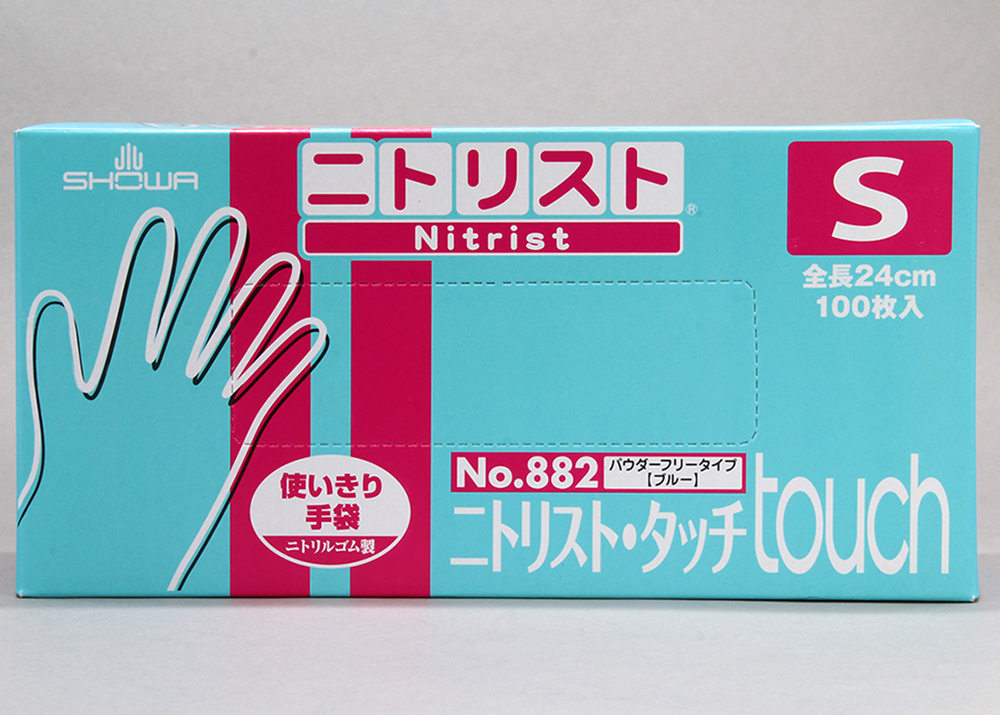 SHOWA
ニトリスト®
Nitrist
S
全長24cm
100枚入
No.882 パウダーフリータイプ
【ブルー】
ニトリスト・タッチ touch
使いきり
手袋
ニトリルゴム製